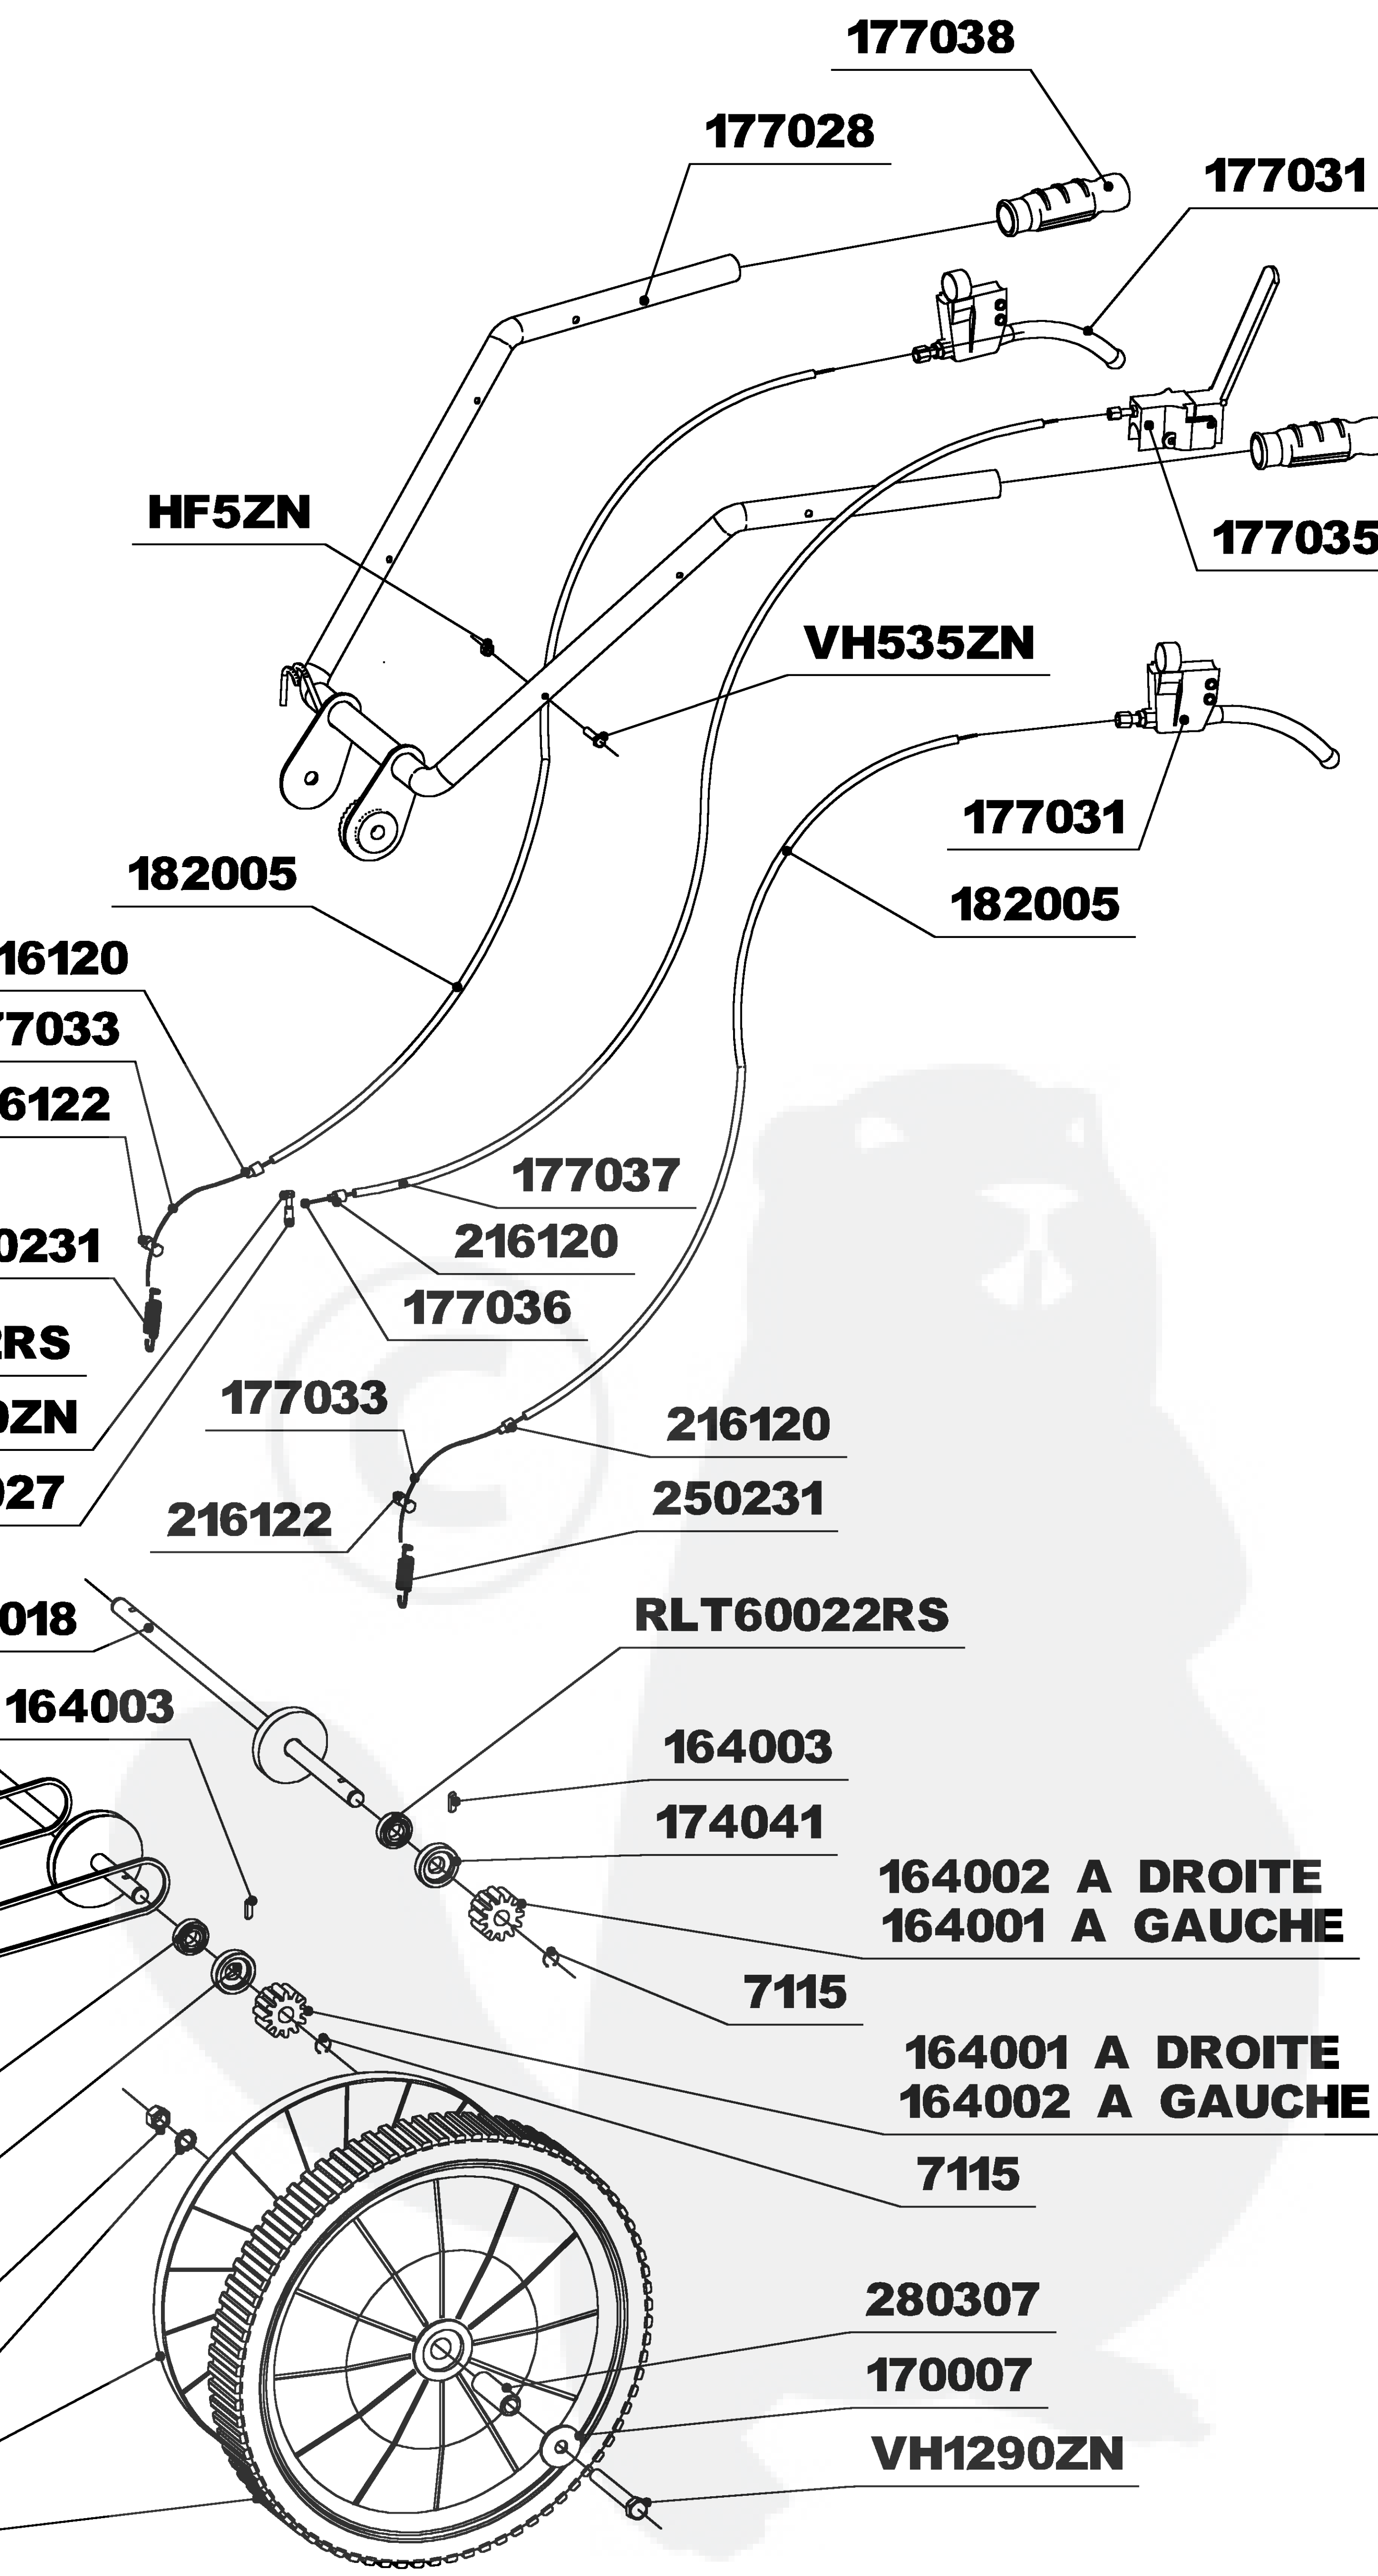 177038
177028
177031
HF5ZN
177035
VH535ZN
177031
182005
182005
16120
77033
6122
177037
0231
216120
177036
2RS
177033
0ZN
216120
027
250231
216122
018
RLT60022RS
164003
164003
174041
164002 A DROITE
164001 A GAUCHE
7115
164001 A DROITE
164002 A GAUCHE
7115
280307
170007
VH1290ZN
©